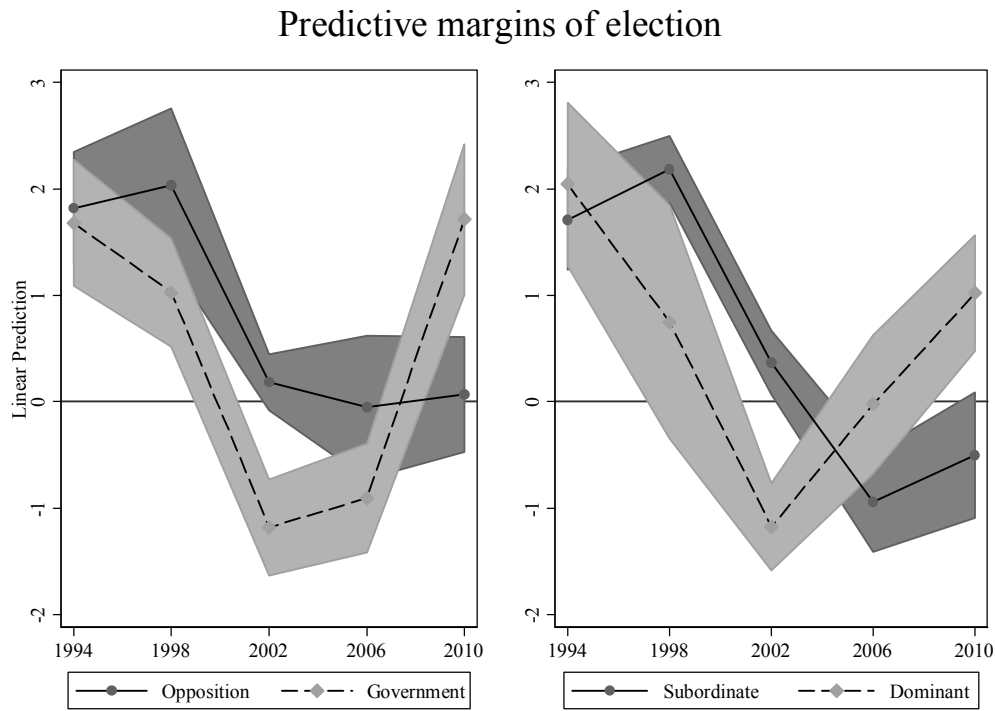 Predictive margins of election
Linear Prediction
3
2
1
0
-1
-2
1994 1998 2002 2006 2010
Opposition Government
3
2
1
0
-1
-2
1994 1998 2002 2006 2010
Subordinate Dominant